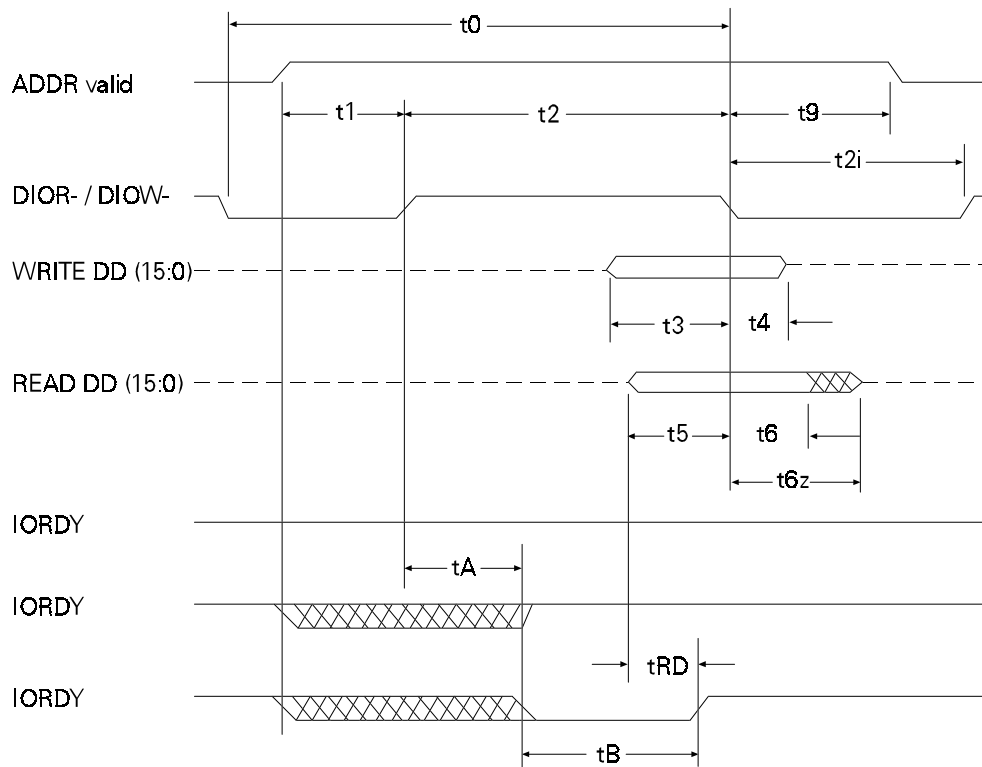 t0
ADDR valid
t1
t2
t9
t2i
DIOR- / DIOW-
WRITE DD (15:0)
t3
t4
READ DD (15:0)
t5
t6
t6z
IORDY
tA
IORDY
tRD
IORDY
tB